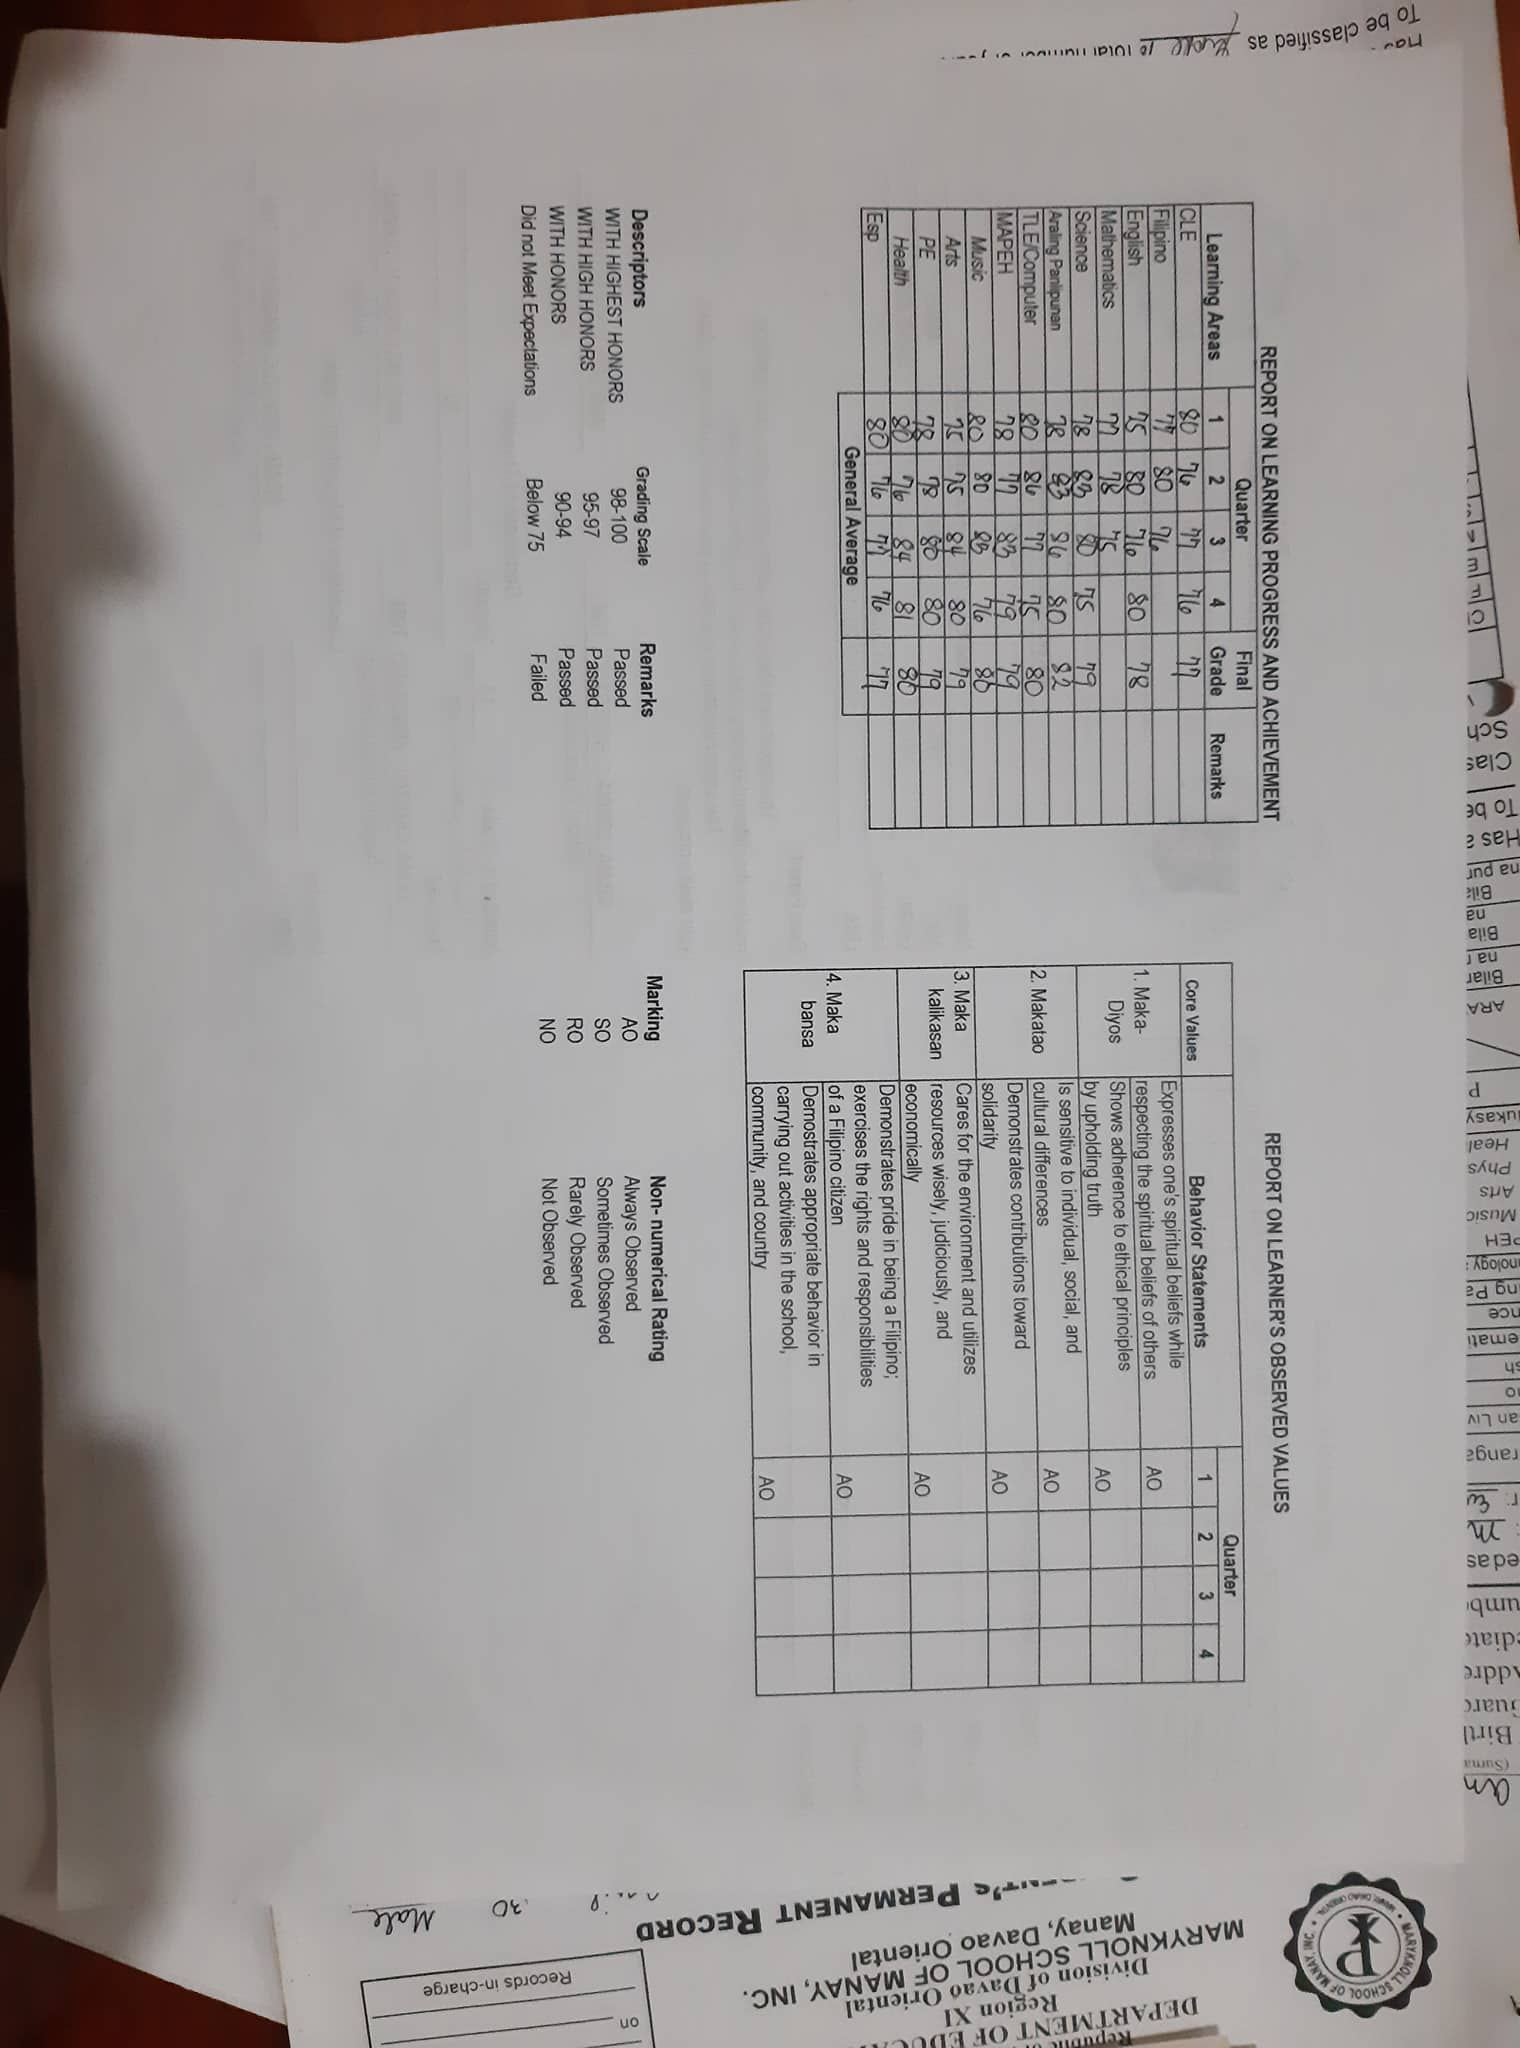 REPORT ON LEARNING PROGRESS AND ACHIEVEMENT
Learning Areas Quarter Final Grade Remarks
1 2 3 4
CLE 80 76 77 76 77
Filipino 77 80 76
English 75 80 76 80 78
Mathematics 77 78 75
Science 78 83 80 75 79
Araling Panlipunan 78 83 86 80 82
TLE/Computer 80 86 77 75 80
MAPEH 78 77 83 79 79
Music 80 80 83 76 80
Arts 75 75 84 80 79
PE 78 78 80 80 79
Health 80 76 84 81 80
Esp 80 76 77 76 77
General Average
Descriptors Grading Scale Remarks
WITH HIGHEST HONORS 98-100 Passed
WITH HIGH HONORS 95-97 Passed
WITH HONORS 90-94 Passed
Did not Meet Expectations Below 75 Failed
REPORT ON LEARNER'S OBSERVED VALUES
Core Values Behavior Statements Quarter
1 2 3 4
1. Maka-Diyos
Expresses one's spiritual beliefs while
respecting the spiritual beliefs of others AO
Shows adherence to ethical principles
by upholding truth AO
2. Makatao
Is sensitive to individual, social, and
cultural differences AO
Demonstrates contributions toward
solidarity AO
3. Maka kalikasan
Cares for the environment and utilizes
resources wisely, judiciously, and
economically AO
4. Maka bansa
Demonstrates pride in being a Filipino;
exercises the rights and responsibilities
of a Filipino citizen AO
Demostrates appropriate behavior in
carrying out activities in the school,
community, and country AO
Marking Non- numerical Rating
AO Always Observed
SO Sometimes Observed
RO Rarely Observed
NO Not Observed
To be classified as
DEPARTMENT OF
Region XI
Division of Davao Oriental
MARYKNOLL SCHOOL OF MANAY, INC.
Manay, Davao Oriental
PERMANENT RECORD
30 Male
on
Records in-charge
MARYKNOLL SCHOOL OF MANAY, INC.